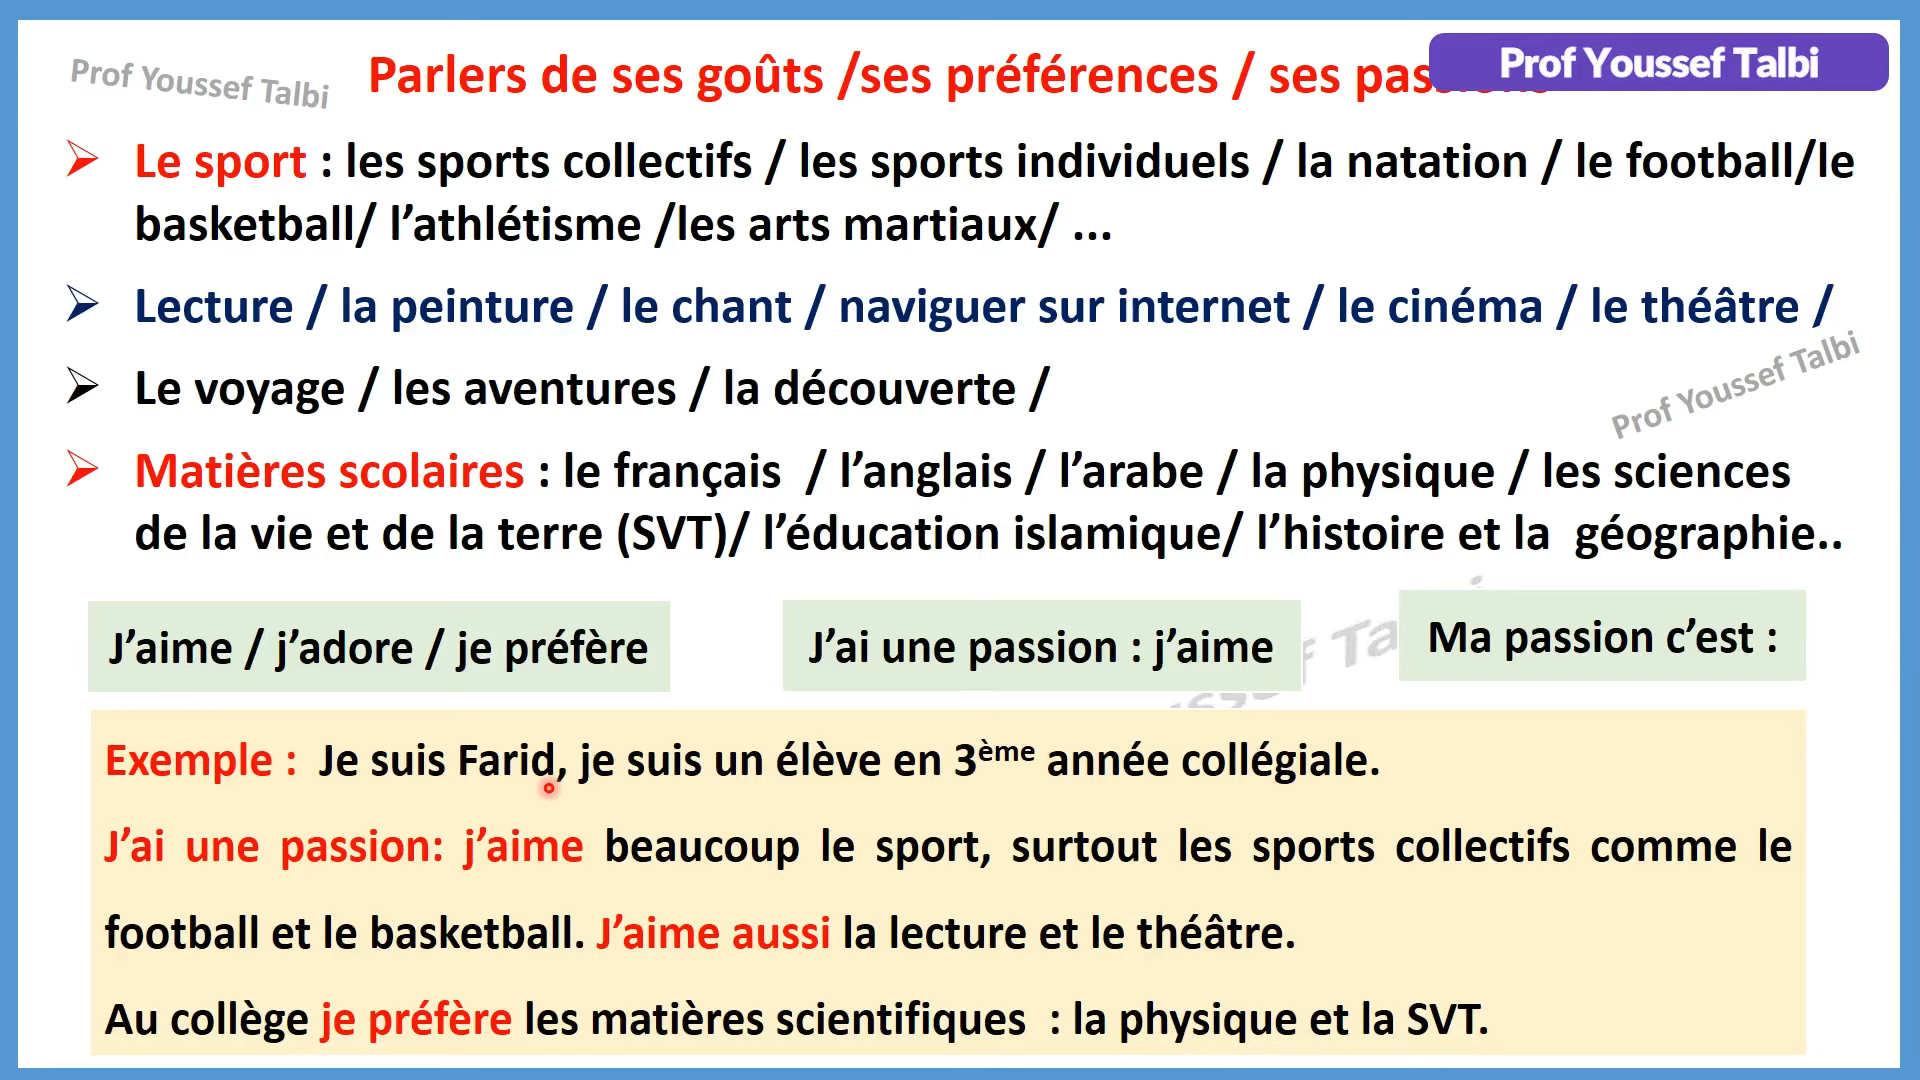 Prof Youssef Talbi
Parlers de ses goûts /ses préférences / ses
Prof Youssef Talbi
➢ Le sport : les sports collectifs / les sports individuels / la natation / le football/le
basketball/ l’athlétisme /les arts martiaux/ ...
➢ Lecture / la peinture / le chant / naviguer sur internet / le cinéma / le théâtre /
➢ Le voyage / les aventures / la découverte /
Prof Youssef Talbi
➢ Matières scolaires : le français / l’anglais / l’arabe / la physique / les sciences
de la vie et de la terre (SVT)/ l’éducation islamique/ l’histoire et la géographie..
J’aime / j’adore / je préfère
J’ai une passion : j’aime
Ma passion c’est :
Exemple : Je suis Farid, je suis un élève en 3ème année collégiale.
J’ai une passion: j’aime beaucoup le sport, surtout les sports collectifs comme le
football et le basketball. J’aime aussi la lecture et le théâtre.
Au collège je préfère les matières scientifiques : la physique et la SVT.